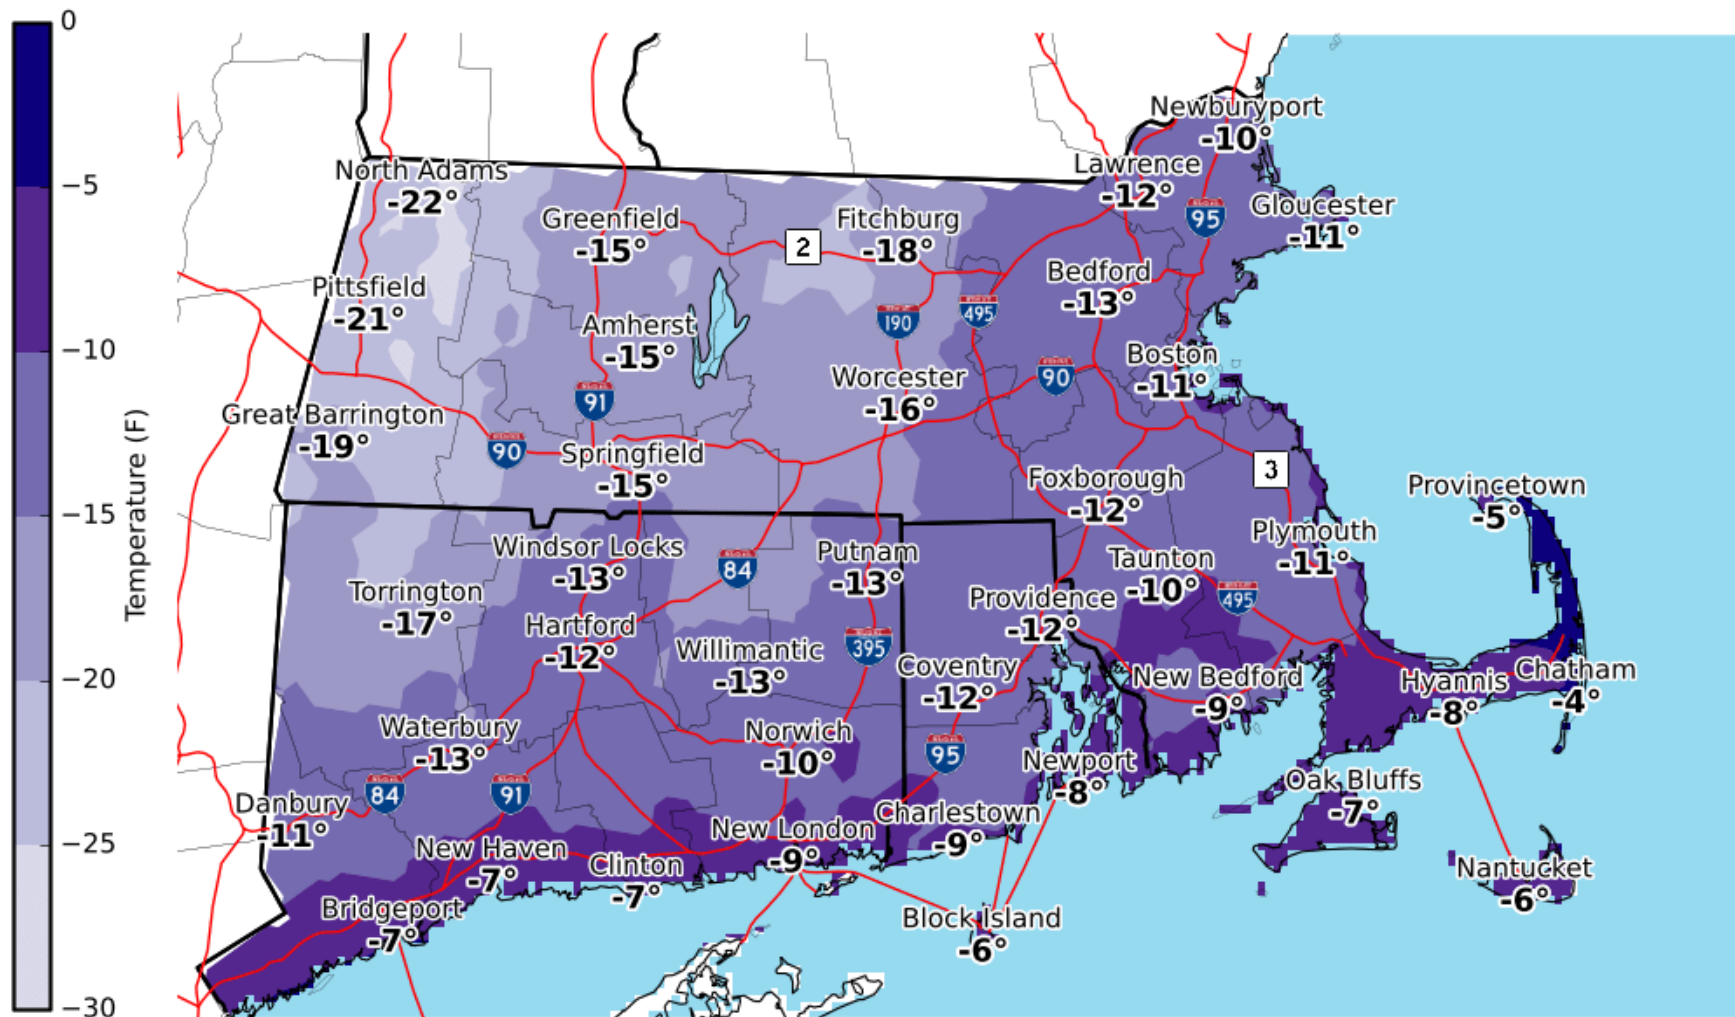 0
−5
−10
−15
−20
−25
−30
Temperature (F)
Newburyport
-10°
Lawrence
-12°
North Adams
-22°
95
Gloucester
-11°
Greenfield
-15°
2
Fitchburg
-18°
Bedford
-13°
Pittsfield
-21°
190
495
Amherst
-15°
Boston
-11°
Worcester
-16°
90
91
Great Barrington
-19°
90
Springfield
-15°
3
Foxborough
-12°
Provincetown
-5°
Windsor Locks
-13°
84
Putnam
-13°
Plymouth
-11°
Taunton
-10°
495
Torrington
-17°
Providence
-12°
Hartford
-12°
Willimantic
-13°
395
Coventry
-12°
New Bedford
-9°
Hyannis
-8°
Chatham
-4°
Waterbury
-13°
Norwich
-10°
95
Newport
-8°
Oak Bluffs
-7°
84
91
Danbury
-11°
Charlestown
-9°
New London
-9°
New Haven
-7°
Clinton
-7°
Nantucket
-6°
Bridgeport
-7°
Block Island
-6°